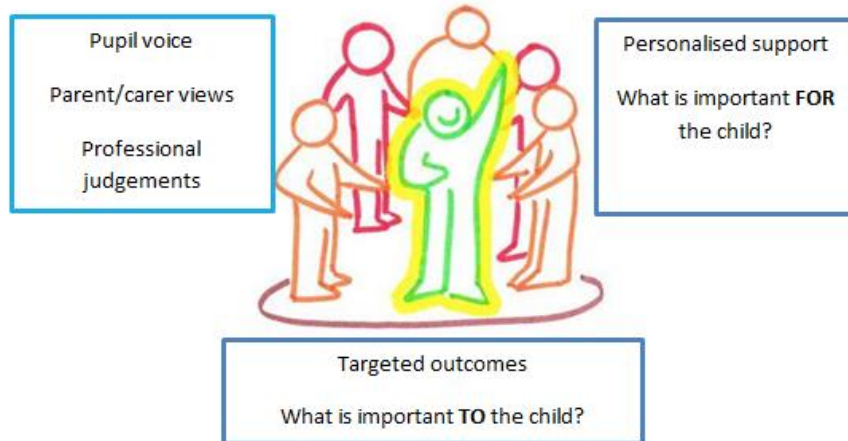 Pupil voice
Parent/carer views
Professional
judgements
Personalised support
What is important FOR
the child?
Targeted outcomes
What is important TO the child?